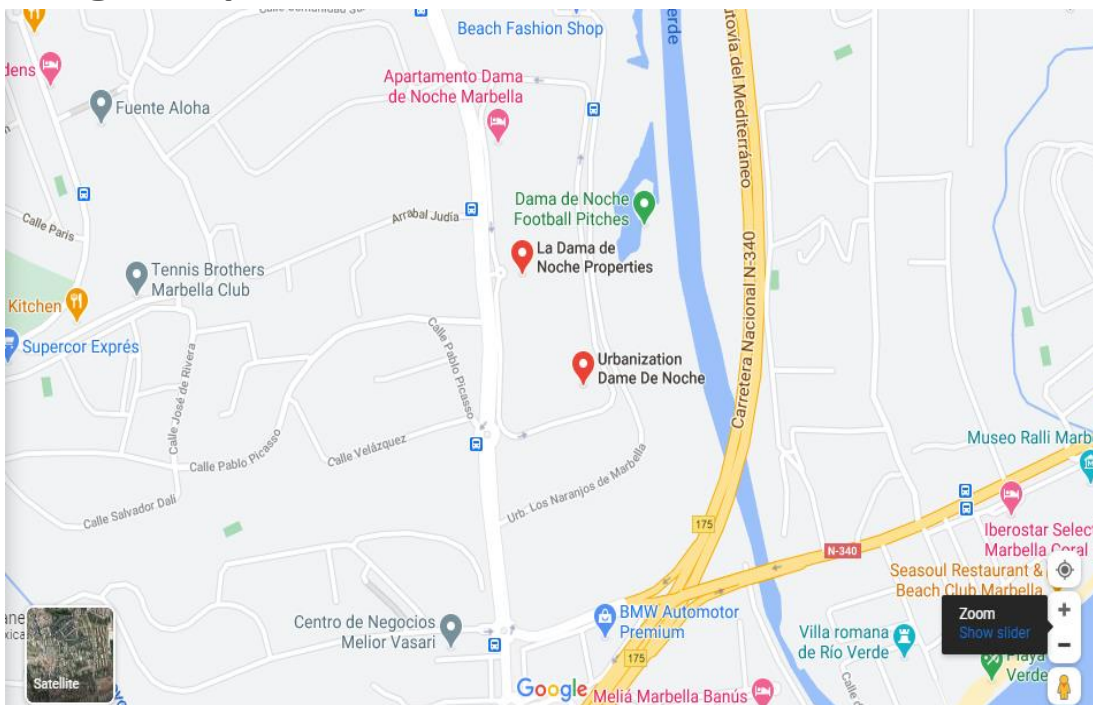 Beach Fashion Shop
erde
utovía del Mediterráneo
dens
Apartamento Dama
de Noche Marbella
Fuente Aloha
Calle París
Arrabal Judía
Dama de Noche
Football Pitches
La Dama de
Noche Properties
Tennis Brothers
Marbella Club
Kitchen
Supercor Exprés
Carretera Nacional N-340
Calle Pablo Picasso
Calle José de Rivera
Urbanization
Dame De Noche
Calle Velázquez
Calle Pablo Picasso
Calle Salvador Dalí
Urb. Los Naranjos de Marbella
Museo Ralli Marb
175
N-340
Iberostar Select
Marbella Coral
Seasoul Restaurant &
Beach Club Marbella
Zoom
Show slider
Centro de Negocios
Melior Vasari
BMW Automotor
Premium
Villa romana
de Río Verde
175
Playa
Verde
Satellite
Google
Meliá Marbella Banús
Calle d